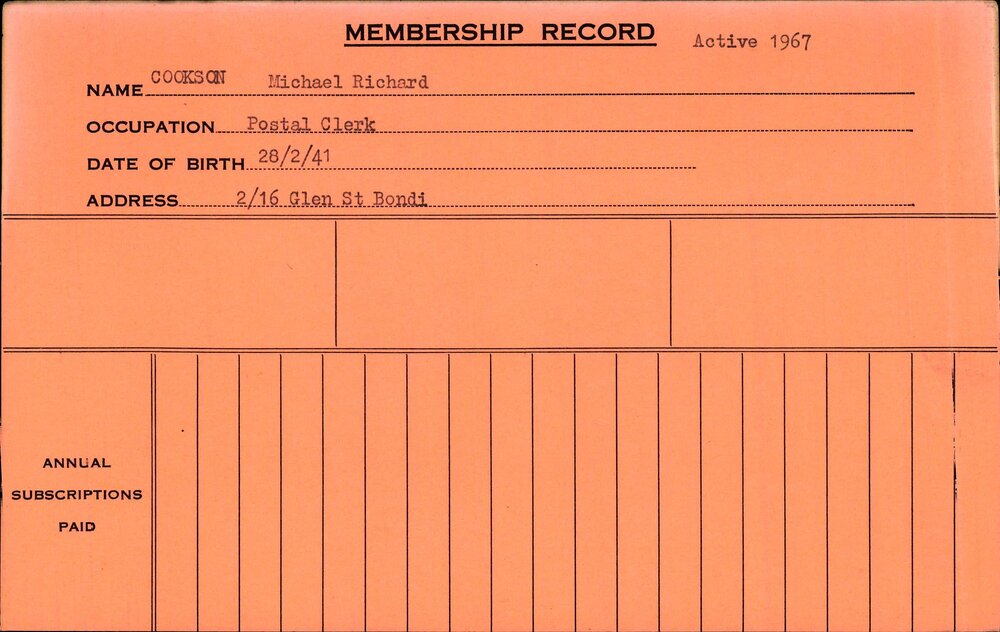 MEMBERSHIP RECORD Active 1967
NAME COOKSON Michael Richard
OCCUPATION Postal Clerk
DATE OF BIRTH 28/2/41
ADDRESS 2/16 Glen St Bondi
ANNUAL
SUBSCRIPTIONS
PAID